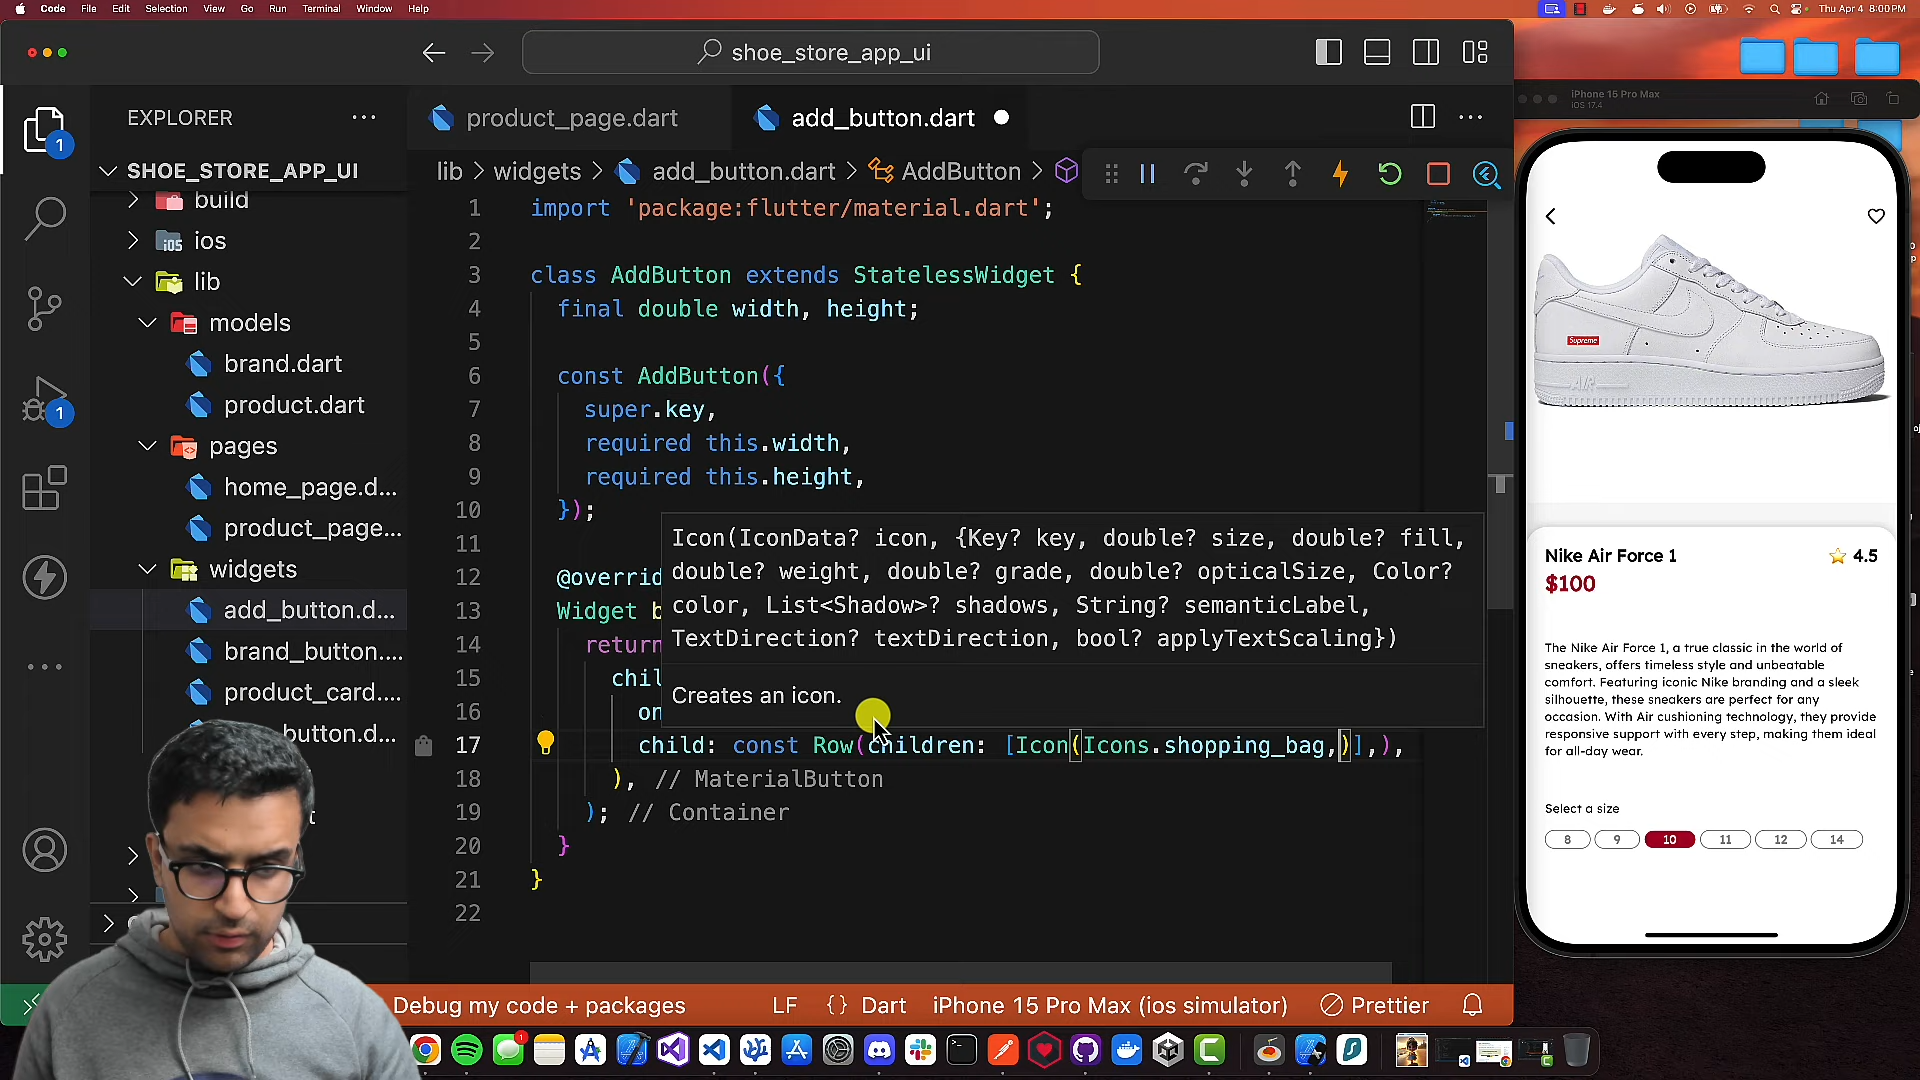 Code File Edit Selection View Go Run Terminal Window Help
Thu Apr 4 8:00 PM
shoe_store_app_ui
EXPLORER
SHOE_STORE_APP_UI
build
ios
lib
models
brand.dart
product.dart
pages
home_page.d...
product_page...
widgets
add_button.d...
brand_button....
product_card....
_button.d...
1
1
product_page.dart
add_button.dart
lib > widgets > add_button.dart > AddButton >
1 import 'package:flutter/material.dart';
2
3 class AddButton extends StatelessWidget {
4 final double width, height;
5
6 const AddButton({
7 super.key,
8 required this.width,
9 required this.height,
10 });
11
12 @overrid
13 Widget b
14 return
15 chil
16 on
17 child: const Row(children: [Icon(Icons.shopping_bag,)],),
18 ), // MaterialButton
19 ); // Container
20 }
21 }
22
Icon(IconData? icon, {Key? key, double? size, double? fill,
double? weight, double? grade, double? opticalSize, Color?
color, List<Shadow>? shadows, String? semanticLabel,
TextDirection? textDirection, bool? applyTextScaling})
Creates an icon.
Debug my code + packages
LF
{} Dart
iPhone 15 Pro Max (ios simulator)
Prettier
iPhone 15 Pro Max
iOS 17.4
Supreme
AIR
Nike Air Force 1
4.5
$100
The Nike Air Force 1, a true classic in the world of
sneakers, offers timeless style and unbeatable
comfort. Featuring iconic Nike branding and a sleek
silhouette, these sneakers are perfect for any
occasion. With Air cushioning technology, they provide
responsive support with every step, making them ideal
for all-day wear.
Select a size
8 9 10 11 12 14